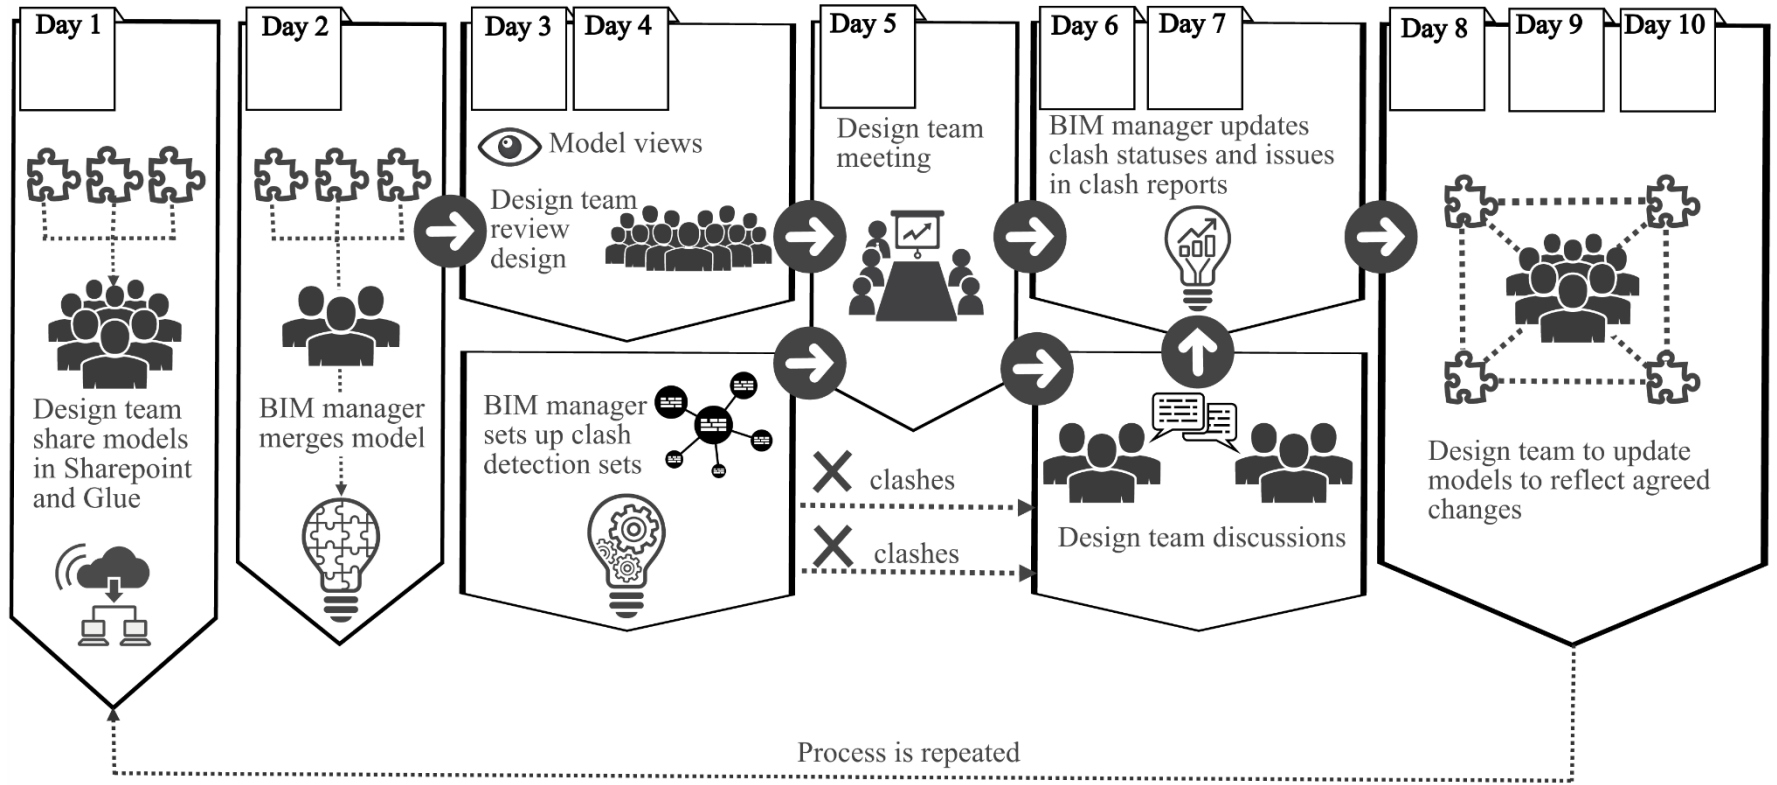 Day 1
Design team
share models
in Sharepoint
and Glue
Day 2
BIM manager
merges model
Day 3
Day 4
Model views
Design team
review
design
BIM manager
sets up clash
detection sets
Day 5
Design team
meeting
clashes
clashes
Day 6
Day 7
BIM manager updates
clash statuses and issues
in clash reports
Design team discussions
Day 8
Day 9
Day 10
Design team to update
models to reflect agreed
changes
Process is repeated